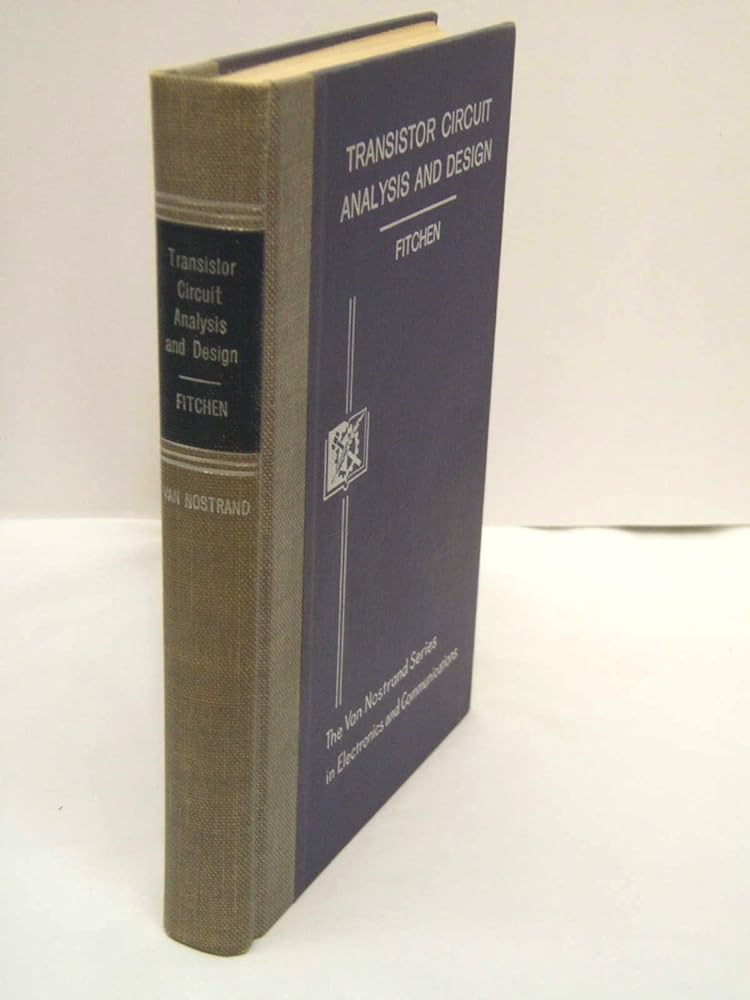 Transistor
Circuit
Analysis
and Design
FITCHEN
VAN NOSTRAND
TRANSISTOR CIRCUIT
ANALYSIS AND DESIGN
FITCHEN
The Van Nostrand Series
in Electronics and Communications